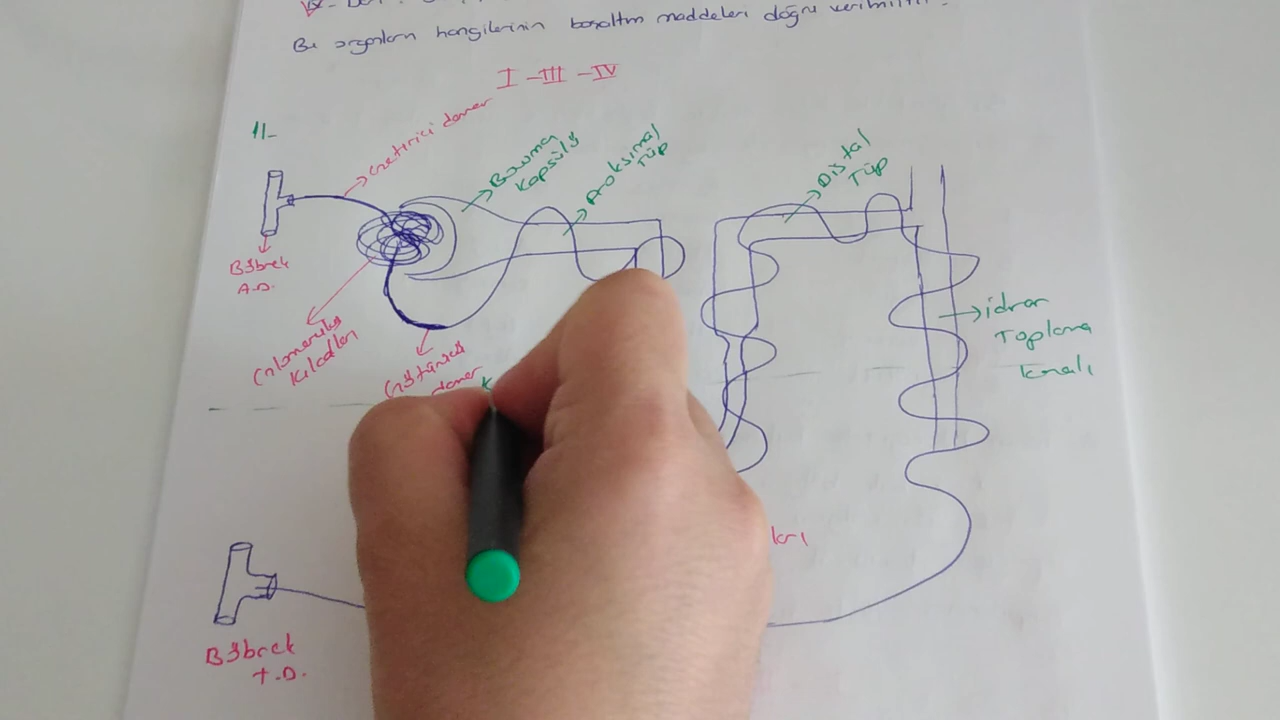 Bu organların hangilerinin boşaltım maddeleri doğru verilmiştir.
I - III - IV
11-
Getirici damar
Bowman
Kapsülü
Proksimal
Tüp
Distal
Tüp
Böbrek
A.D.
Glomerulus
Kılcalları
Götürücü
damar
K
idrar
Toplama
kanalı
Böbrek
T.D.